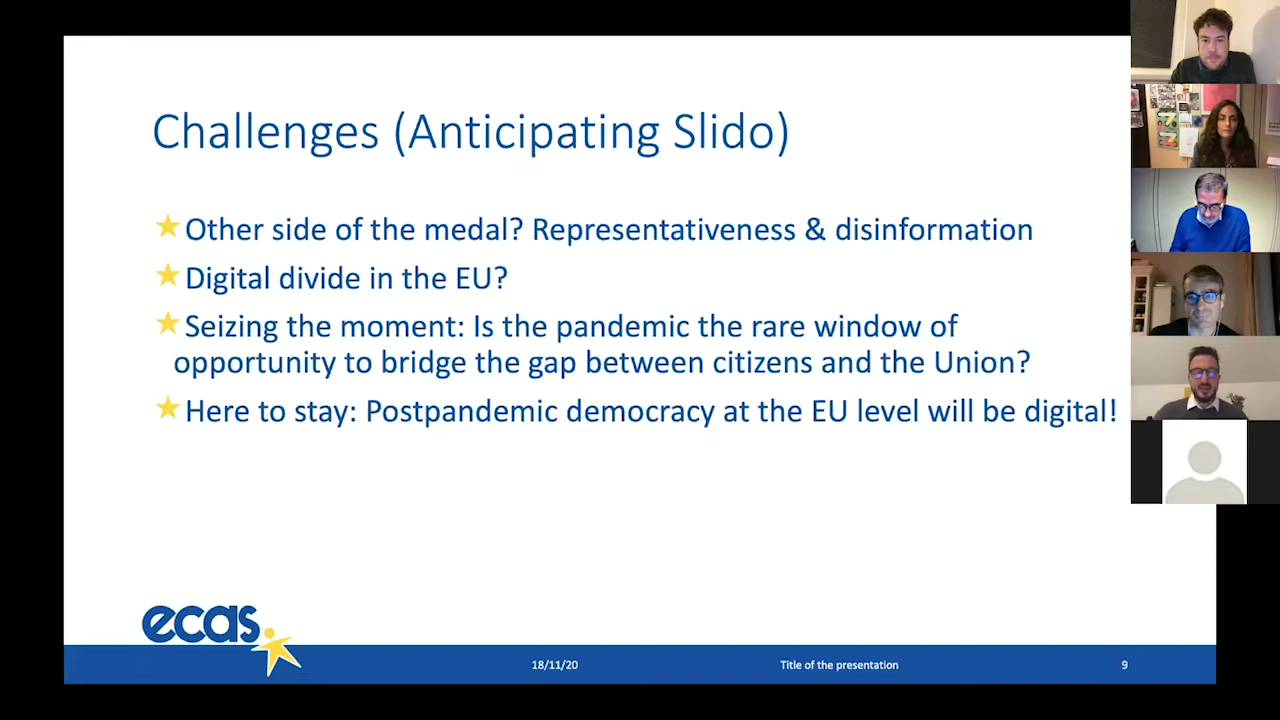 Challenges (Anticipating Slido)
Other side of the medal? Representativeness & disinformation
Digital divide in the EU?
Seizing the moment: Is the pandemic the rare window of
opportunity to bridge the gap between citizens and the Union?
Here to stay: Postpandemic democracy at the EU level will be digital!
ecas
18/11/20
Title of the presentation
9